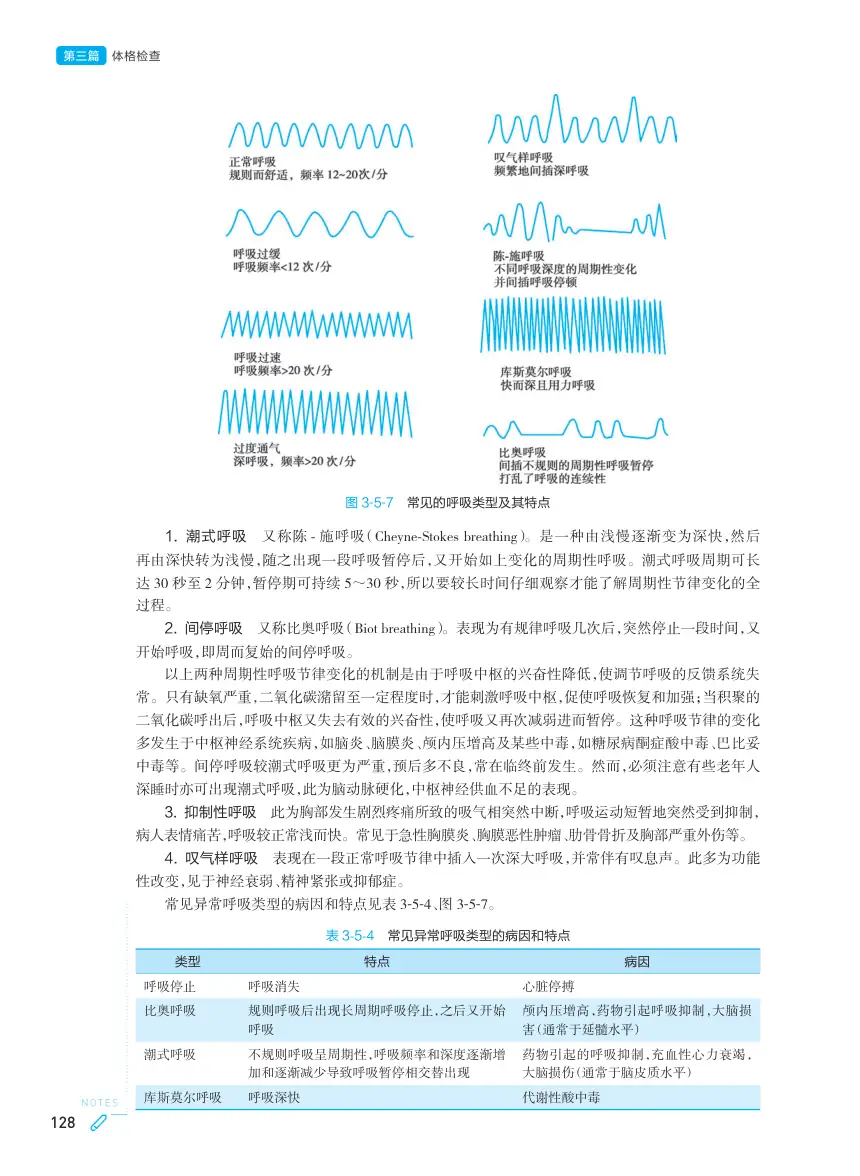 第三篇 体格检查
正常呼吸
规则而舒适，频率 12~20次/分
叹气样呼吸
频繁地间插深呼吸
呼吸过缓
呼吸频率<12 次/分
陈-施呼吸
不同呼吸深度的周期性变化
并间插呼吸停顿
呼吸过速
呼吸频率>20 次/分
库斯莫尔呼吸
快而深且用力呼吸
过度通气
深呼吸，频率>20 次/分
比奥呼吸
间插不规则的周期性呼吸暂停
打乱了呼吸的连续性
图 3-5-7 常见的呼吸类型及其特点
1. 潮式呼吸 又称陈 - 施呼吸（Cheyne-Stokes breathing）。是一种由浅慢逐渐变为深快，然后
再由深快转为浅慢，随之出现一段呼吸暂停后，又开始如上变化的周期性呼吸。潮式呼吸周期可长
达 30 秒至 2 分钟，暂停期可持续 5～30 秒，所以要较长时间仔细观察才能了解周期性节律变化的全
过程。
2. 间停呼吸 又称比奥呼吸（Biot breathing）。表现为有规律呼吸几次后，突然停止一段时间，又
开始呼吸，即周而复始的间停呼吸。
以上两种周期性呼吸节律变化的机制是由于呼吸中枢的兴奋性降低，使调节呼吸的反馈系统失
常。只有缺氧严重，二氧化碳潴留至一定程度时，才能刺激呼吸中枢，促使呼吸恢复和加强；当积聚的
二氧化碳呼出后，呼吸中枢又失去有效的兴奋性，使呼吸又再次减弱进而暂停。这种呼吸节律的变化
多发生于中枢神经系统疾病，如脑炎、脑膜炎、颅内压增高及某些中毒，如糖尿病酮症酸中毒、巴比妥
中毒等。间停呼吸较潮式呼吸更为严重，预后多不良，常在临终前发生。然而，必须注意有些老年人
深睡时亦可出现潮式呼吸，此为脑动脉硬化，中枢神经供血不足的表现。
3. 抑制性呼吸 此为胸部发生剧烈疼痛所致的吸气相突然中断，呼吸运动短暂地突然受到抑制，
病人表情痛苦，呼吸较正常浅而快。常见于急性胸膜炎、胸膜恶性肿瘤、肋骨骨折及胸部严重外伤等。
4. 叹气样呼吸 表现在一段正常呼吸节律中插入一次深大呼吸，并常伴有叹息声。此多为功能
性改变，见于神经衰弱、精神紧张或抑郁症。
常见异常呼吸类型的病因和特点见表 3-5-4、图 3-5-7。
表 3-5-4 常见异常呼吸类型的病因和特点
类型 特点 病因
呼吸停止 呼吸消失 心脏停搏
比奥呼吸 规则呼吸后出现长周期呼吸停止，之后又开始 颅内压增高，药物引起呼吸抑制，大脑损
呼吸 害（通常于延髓水平）
潮式呼吸 不规则呼吸呈周期性，呼吸频率和深度逐渐增 药物引起的呼吸抑制，充血性心力衰竭，
加和逐渐减少导致呼吸暂停相交替出现 大脑损伤（通常于脑皮质水平）
库斯莫尔呼吸 呼吸深快 代谢性酸中毒
NOTES
128